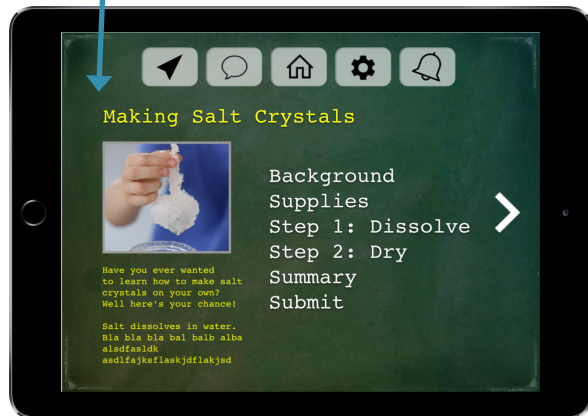 Making Salt Crystals
Background
Supplies
Step 1: Dissolve
Step 2: Dry
Summary
Submit
Have you ever wanted
to learn how to make salt
crystals on your own?
Well here's your chance!
Salt dissolves in water.
Bla bla bla bal balb alba
alsdfasldk
asdlfajksflaskjdflakjsd